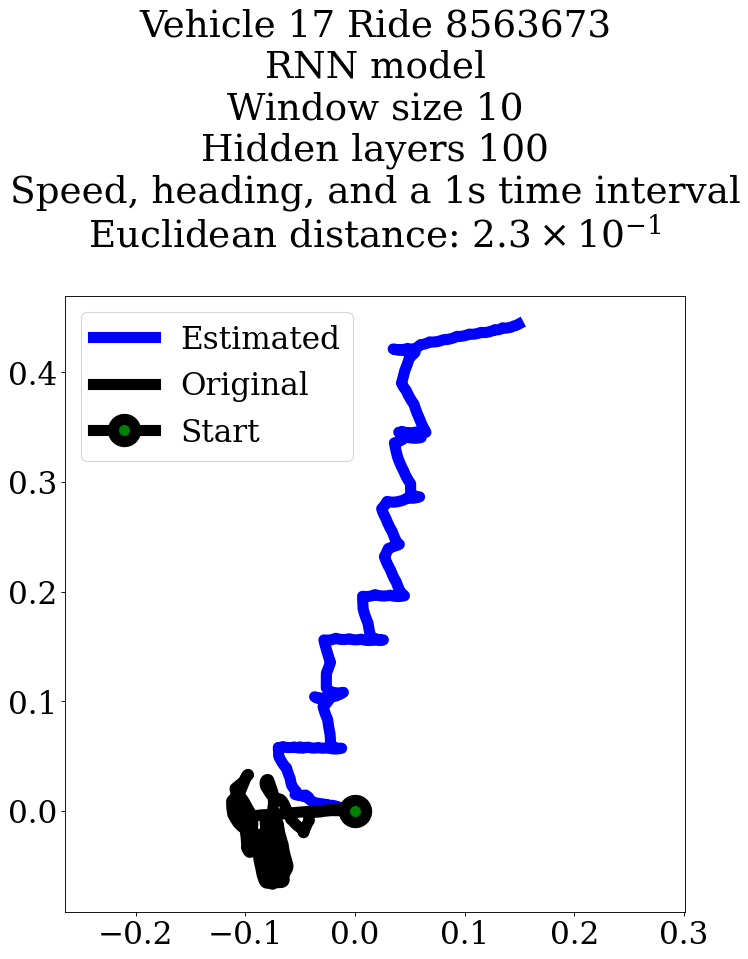 Vehicle 17 Ride 8563673
RNN model
Window size 10
Hidden layers 100
Speed, heading, and a 1s time interval
Euclidean distance: $2.3 \times 10^{-1}$
Estimated
Original
Start
0.4
0.3
0.2
0.1
0.0
−0.2 −0.1 0.0 0.1 0.2 0.3